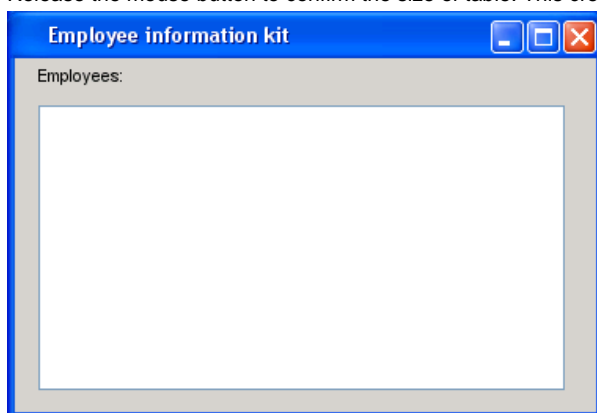 Release the mouse button to confirm the size of table. This cre
Employee information kit
Employees: